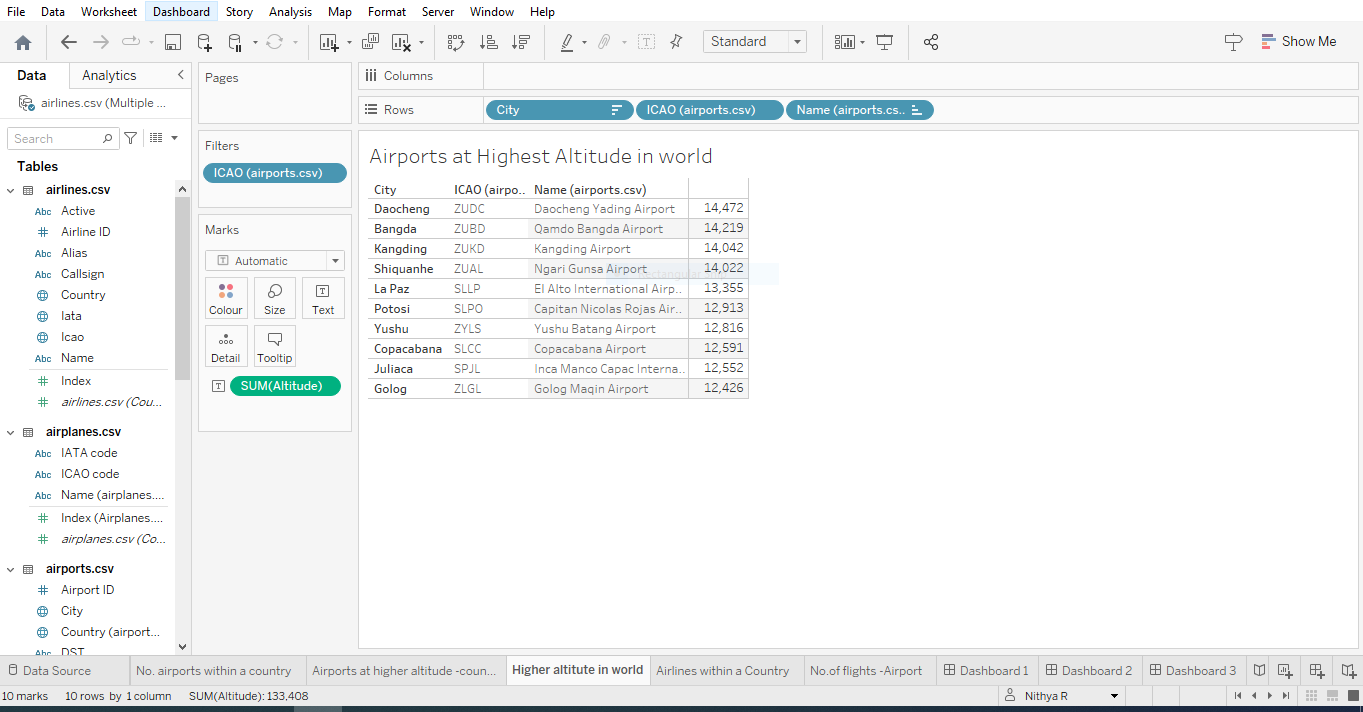 File Data Worksheet Dashboard Story Analysis Map Format Server Window Help
Standard Show Me
Data Analytics
airlines.csv (Multiple ...
Search
Tables
airlines.csv
Abc Active
# Airline ID
Abc Alias
Abc Callsign
Country
Iata
Icao
Abc Name
# Index
# airlines.csv (Cou...
airplanes.csv
Abc IATA code
Abc ICAO code
Abc Name (airplanes....
# Index (Airplanes....
# airplanes.csv (Co...
airports.csv
# Airport ID
City
Country (airport...
Abc DST
Pages
Filters
ICAO (airports.csv)
Marks
T Automatic
Colour Size Text
Detail Tooltip
T SUM(Altitude)
Columns
Rows City ICAO (airports.csv) Name (airports.cs..
Airports at Highest Altitude in world
City ICAO (airpo.. Name (airports.csv)
Daocheng ZUDC Daocheng Yading Airport 14,472
Bangda ZUBD Qamdo Bangda Airport 14,219
Kangding ZUKD Kangding Airport 14,042
Shiquanhe ZUAL Ngari Gunsa Airport 14,022
La Paz SLLP El Alto International Airp.. 13,355
Potosi SLPO Capitan Nicolas Rojas Air.. 12,913
Yushu ZYLS Yushu Batang Airport 12,816
Copacabana SLCC Copacabana Airport 12,591
Juliaca SPJL Inca Manco Capac Interna.. 12,552
Golog ZLGL Golog Maqin Airport 12,426
Data Source No. airports within a country Airports at higher altitude -coun... Higher altitute in world Airlines within a Country No.of flights -Airport Dashboard 1 Dashboard 2 Dashboard 3
10 marks 10 rows by 1 column SUM(Altitude): 133,408 Nithya R